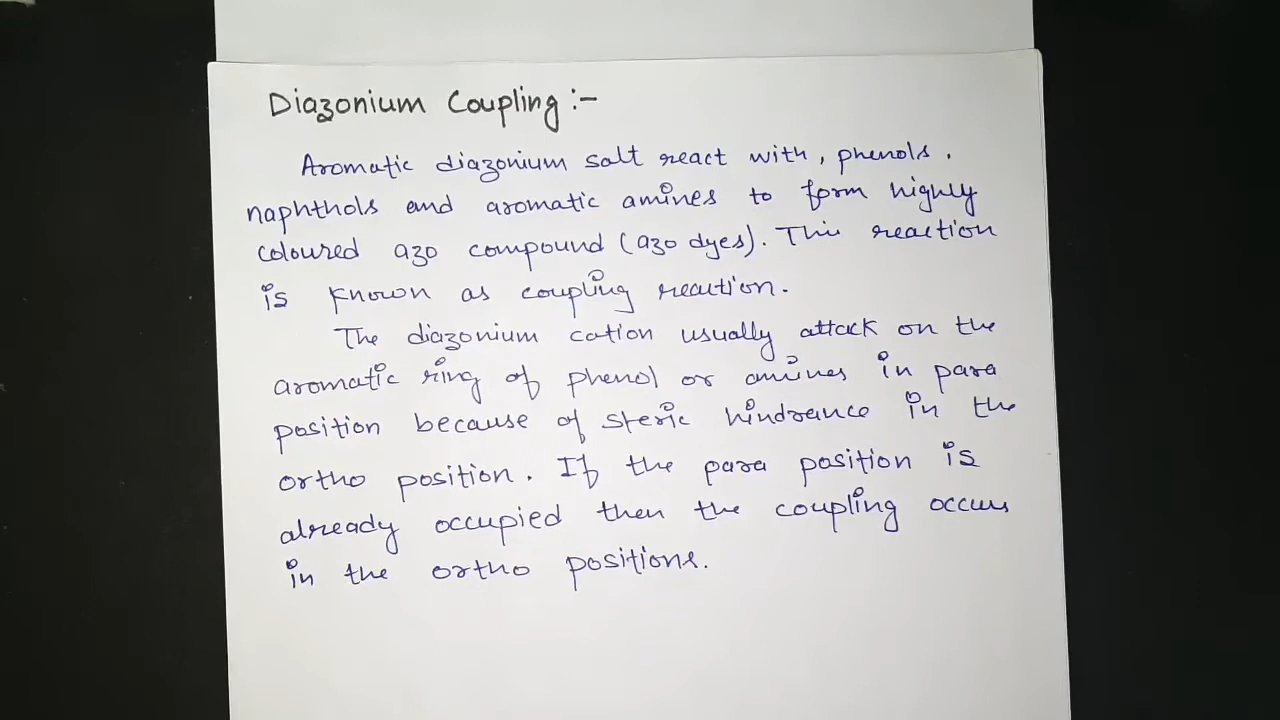 Diazonium Coupling :-
Aromatic diazonium salt react with, phenols,
naphthols and aromatic amines to form highly
coloured azo compound (azo dyes). This reaction
is known as coupling reaction.
The diazonium cation usually attack on the
aromatic ring of phenol or amines in para
position because of steric hindrance in the
ortho position. If the para position is
already occupied then the coupling occurs
in the ortho positions.